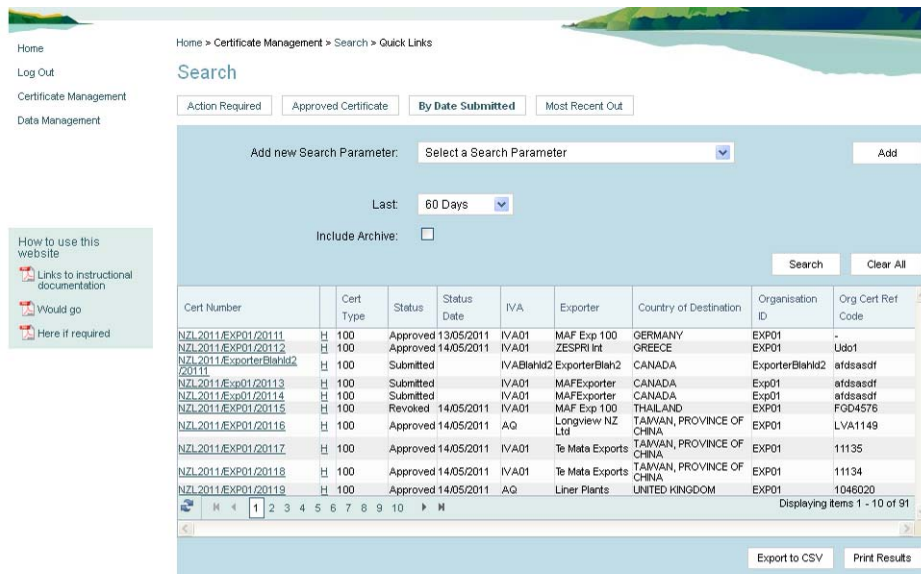 Home
Log Out
Certificate Management
Data Management
How to use this
website
Links to instructional
documentation
Would go
Here if required
Home > Certificate Management > Search > Quick Links
Search
Action Required Approved Certificate By Date Submitted Most Recent Out
Add new Search Parameter: Select a Search Parameter Add
Last: 60 Days
Include Archive:
Search Clear All
Cert Number Cert Type Status Status Date IVA Exporter Country of Destination Organisation ID Org Cert Ref Code
NZL2011/EXP01/20111 H 100 Approved 13/05/2011 IVA01 MAF Exp 100 GERMANY EXP01 -
NZL2011/EXP01/20112 H 100 Approved 14/05/2011 IVA01 ZESPRI Int GREECE EXP01 Udo1
NZL2011/ExporterBlahId2/20111 H 100 Submitted IVABlahId2 ExporterBlah2 CANADA ExporterBlahId2 afdsasdf
NZL2011/Exp01/20113 H 100 Submitted IVA01 MAFExporter CANADA Exp01 afdsasdf
NZL2011/Exp01/20114 H 100 Submitted IVA01 MAFExporter CANADA Exp01 afdsasdf
NZL2011/EXP01/20115 H 100 Revoked 14/05/2011 IVA01 MAF Exp 100 THAILAND EXP01 FGD4576
NZL2011/EXP01/20116 H 100 Approved 14/05/2011 AQ Longview NZ Ltd TAIWAN, PROVINCE OF CHINA EXP01 LVA1149
NZL2011/EXP01/20117 H 100 Approved 14/05/2011 IVA01 Te Mata Exports TAIWAN, PROVINCE OF CHINA EXP01 11135
NZL2011/EXP01/20118 H 100 Approved 14/05/2011 IVA01 Te Mata Exports TAIWAN, PROVINCE OF CHINA EXP01 11134
NZL2011/EXP01/20119 H 100 Approved 14/05/2011 AQ Liner Plants UNITED KINGDOM EXP01 1046020
1 2 3 4 5 6 7 8 9 10 Displaying items 1 - 10 of 91
Export to CSV Print Results